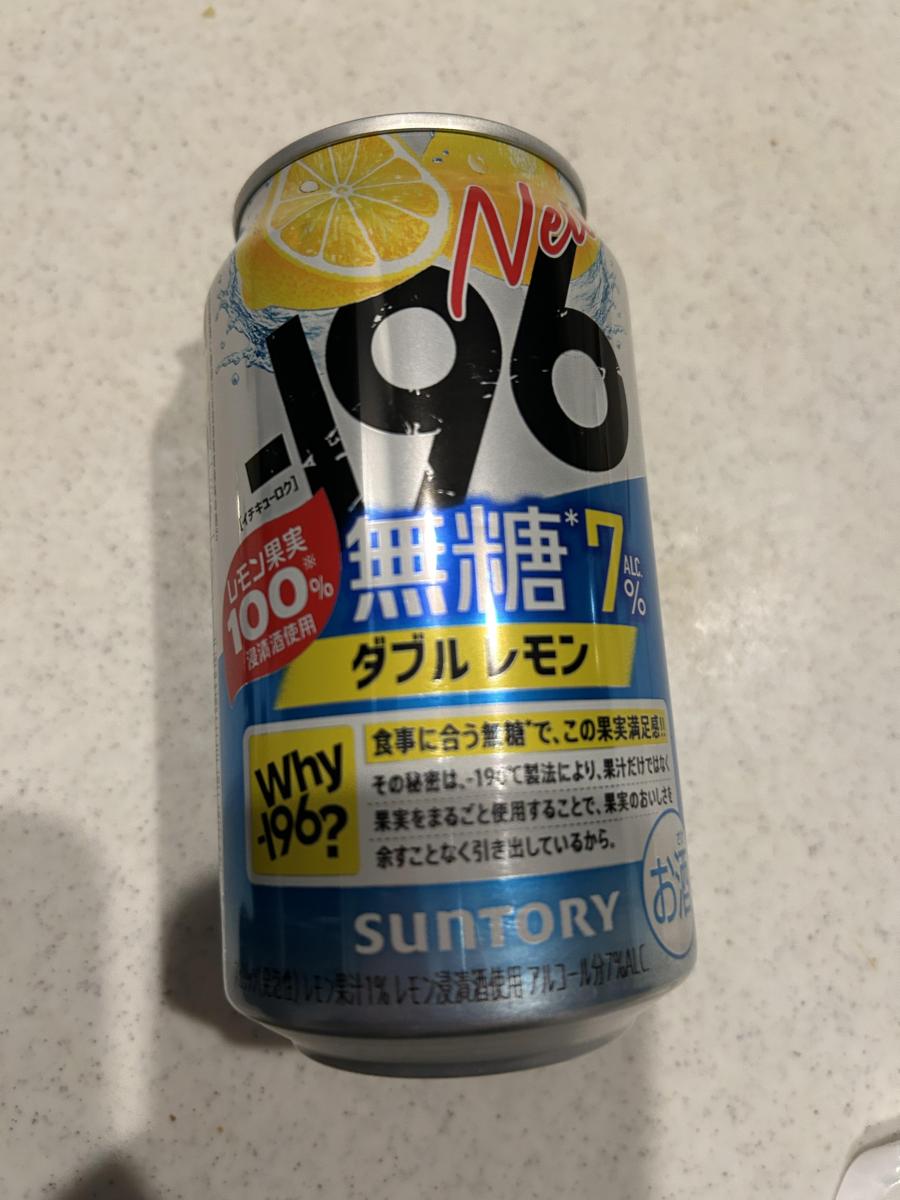 New
-196
[イチキューログ]
レモン果実
100※%
浸漬酒使用
無糖* 7 ALC. %
ダブルレモン
Why
-196?
食事に合う無糖*で、この果実満足感!!
その秘密は、-196℃製法により、果汁だけではなく
果実をまるごと使用することで、果実のおいしさを
余すことなく引き出しているから。
お酒
SUNTORY
(発泡性) レモン果汁1% レモン浸漬酒使用 アルコール分7%ALC